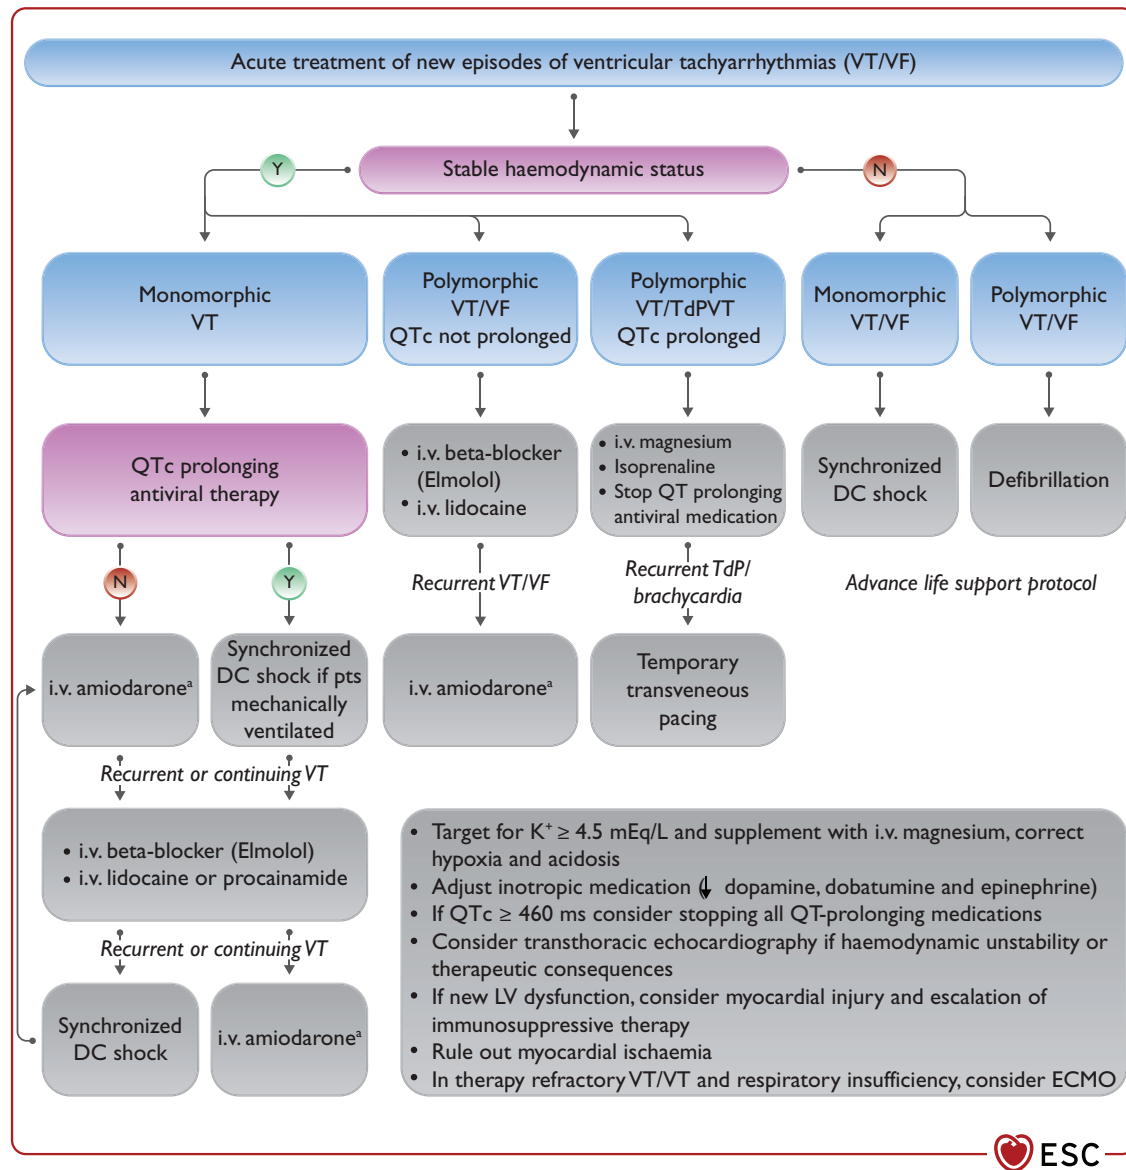 Acute treatment of new episodes of ventricular tachyarrhythmias (VT/VF)
Stable haemodynamic status
Y
N
Monomorphic
VT
Polymorphic
VT/VF
QTc not prolonged
Polymorphic
VT/TdPVT
QTc prolonged
Monomorphic
VT/VF
Polymorphic
VT/VF
QTc prolonging
antiviral therapy
• i.v. beta-blocker
(Elmolol)
• i.v. lidocaine
• i.v. magnesium
• Isoprenaline
• Stop QT prolonging
antiviral medication
Synchronized
DC shock
Defibrillation
N
Y
Recurrent VT/VF
Recurrent TdP/
brachycardia
Advance life support protocol
i.v. amiodaroneᵃ
Synchronized
DC shock if pts
mechanically
ventilated
i.v. amiodaroneᵃ
Temporary
transveneous
pacing
Recurrent or continuing VT
• i.v. beta-blocker (Elmolol)
• i.v. lidocaine or procainamide
Recurrent or continuing VT
Synchronized
DC shock
i.v. amiodaroneᵃ
• Target for K⁺ ≥ 4.5 mEq/L and supplement with i.v. magnesium, correct
hypoxia and acidosis
• Adjust inotropic medication (↓ dopamine, dobatumine and epinephrine)
• If QTc ≥ 460 ms consider stopping all QT-prolonging medications
• Consider transthoracic echocardiography if haemodynamic unstability or
therapeutic consequences
• If new LV dysfunction, consider myocardial injury and escalation of
immunosuppressive therapy
• Rule out myocardial ischaemia
• In therapy refractory VT/VT and respiratory insufficiency, consider ECMO
ESC